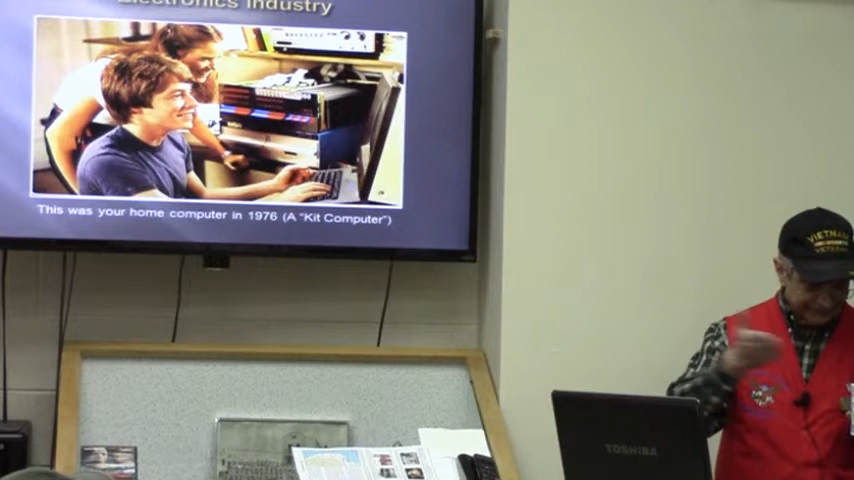 Electronics Industry
This was your home computer in 1976 (A "Kit Computer")
VIETNAM
VETERAN
TOSHIBA